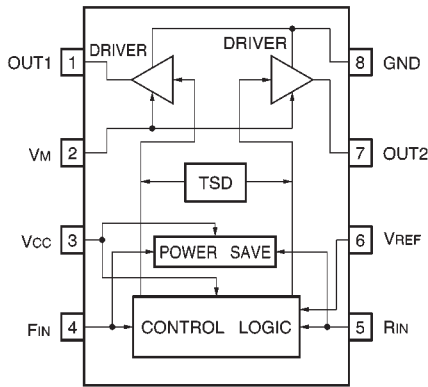 DRIVER DRIVER
OUT1 1 8 GND
VM 2 7 OUT2
TSD
VCC 3 6 VREF
POWER SAVE
FIN 4 5 RIN
CONTROL LOGIC